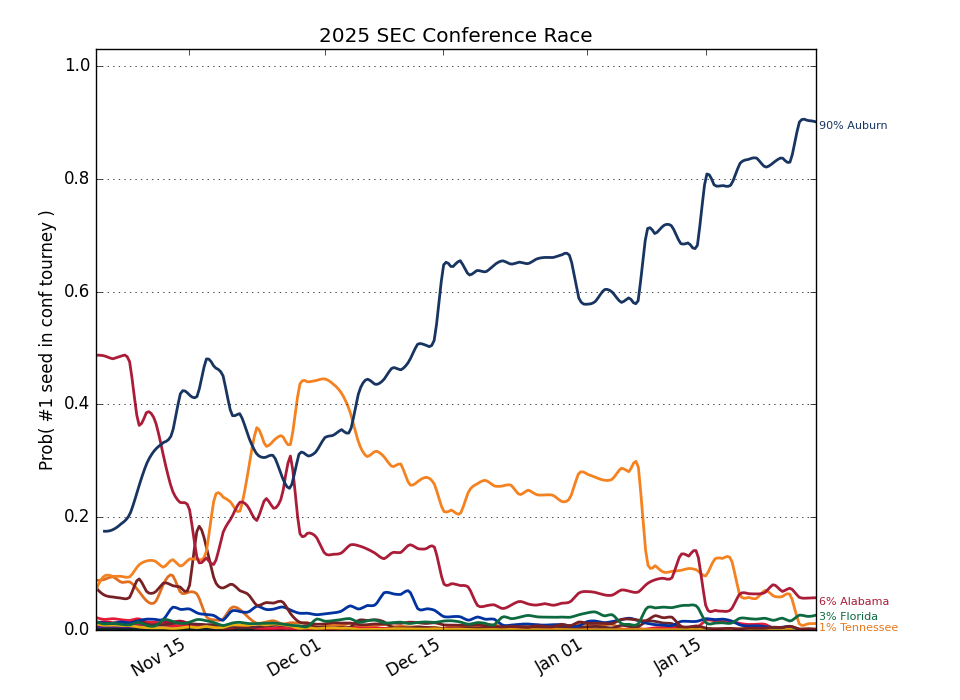 2025 SEC Conference Race
Prob( #1 seed in conf tourney )
1.0
0.8
0.6
0.4
0.2
0.0
90% Auburn
6% Alabama
3% Florida
1% Tennessee
Nov 15
Dec 01
Dec 15
Jan 01
Jan 15